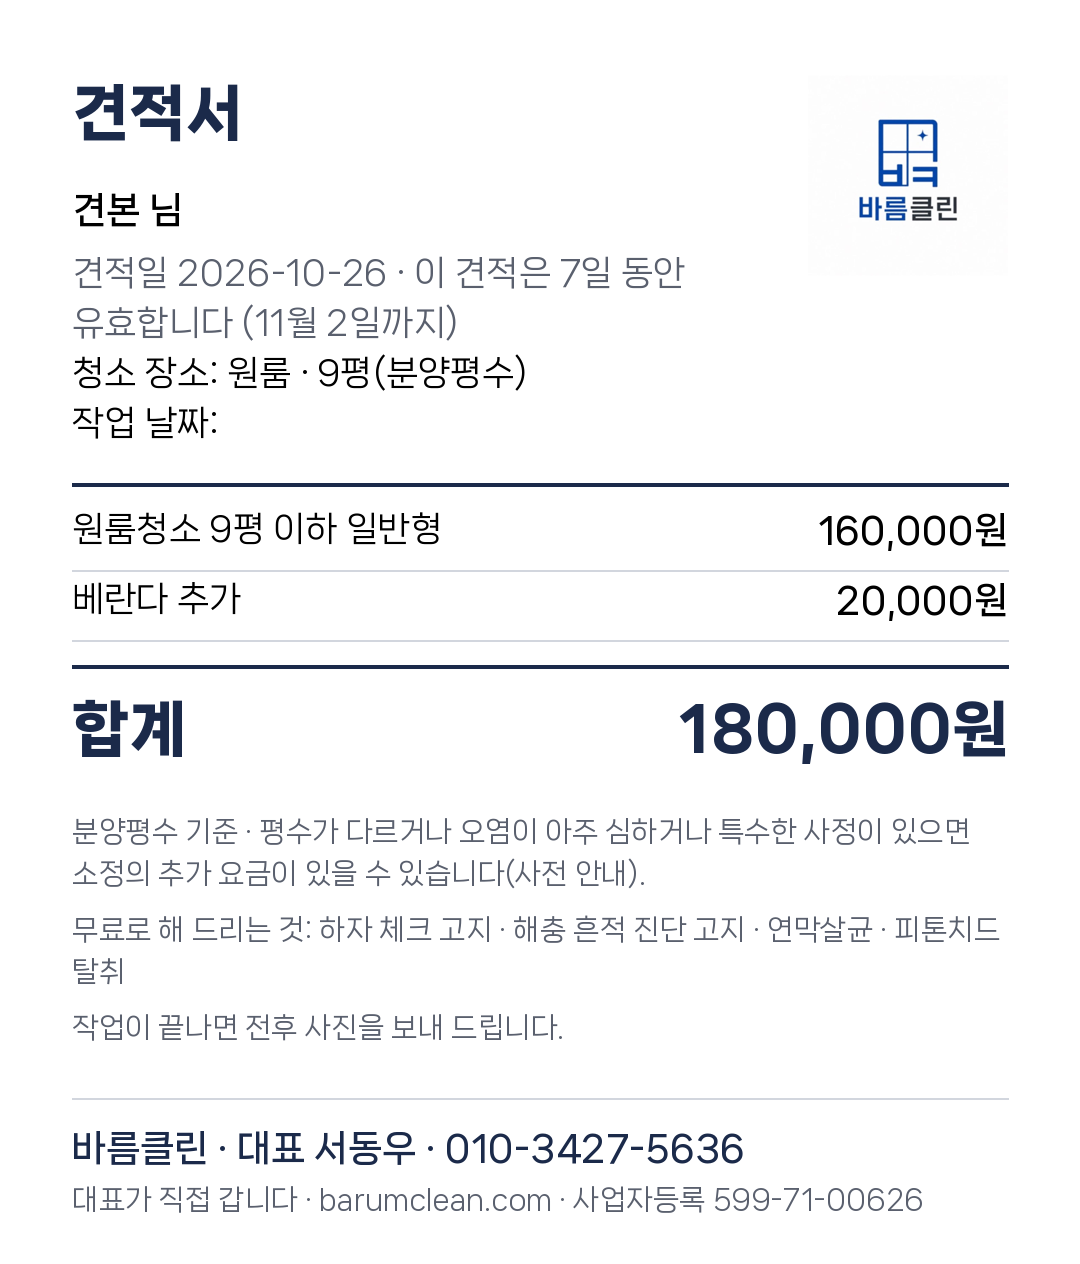 견적서
바름클린
견본 님
견적일 2026-10-26 · 이 견적은 7일 동안
유효합니다 (11월 2일까지)
청소 장소: 원룸 · 9평(분양평수)
작업 날짜:
원룸청소 9평 이하 일반형 160,000원
베란다 추가 20,000원
합계 180,000원
분양평수 기준 · 평수가 다르거나 오염이 아주 심하거나 특수한 사정이 있으면
소정의 추가 요금이 있을 수 있습니다(사전 안내).
무료로 해 드리는 것: 하자 체크 고지 · 해충 흔적 진단 고지 · 연막살균 · 피톤치드
탈취
작업이 끝나면 전후 사진을 보내 드립니다.
바름클린 · 대표 서동우 · 010-3427-5636
대표가 직접 갑니다 · barumclean.com · 사업자등록 599-71-00626